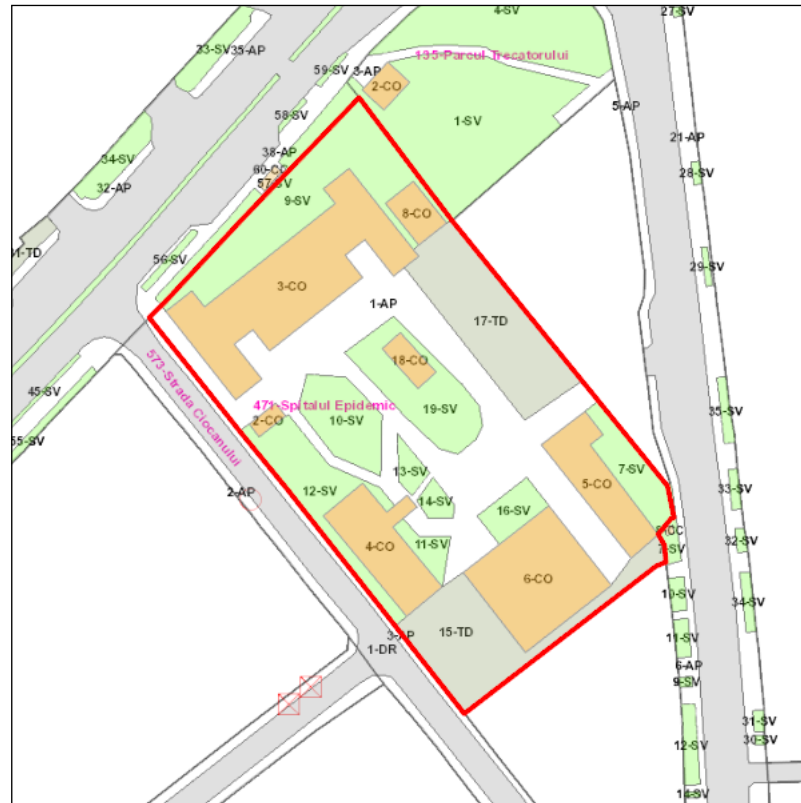 4-SV
27-SV
33-SV
35-AP
135-Parcul Trecatorului
59-SV
3-AP
2-CO
5-AP
58-SV
1-SV
21-AP
34-SV
38-AP
28-SV
32-AP
57-SV
9-SV
8-CO
56-SV
29-SV
3-CO
1-AP
17-TD
573-Strada Ciocanului
18-CO
45-SV
471-Spitalul Epidemic
19-SV
35-SV
2-CO
10-SV
55-SV
13-SV
7-SV
12-SV
5-CO
33-SV
2-AP
14-SV
16-SV
32-SV
4-CO
11-SV
7-SV
6-CO
10-SV
34-SV
3-AP
15-TD
11-SV
1-DR
6-AP
9-SV
31-SV
30-SV
12-SV
14-SV